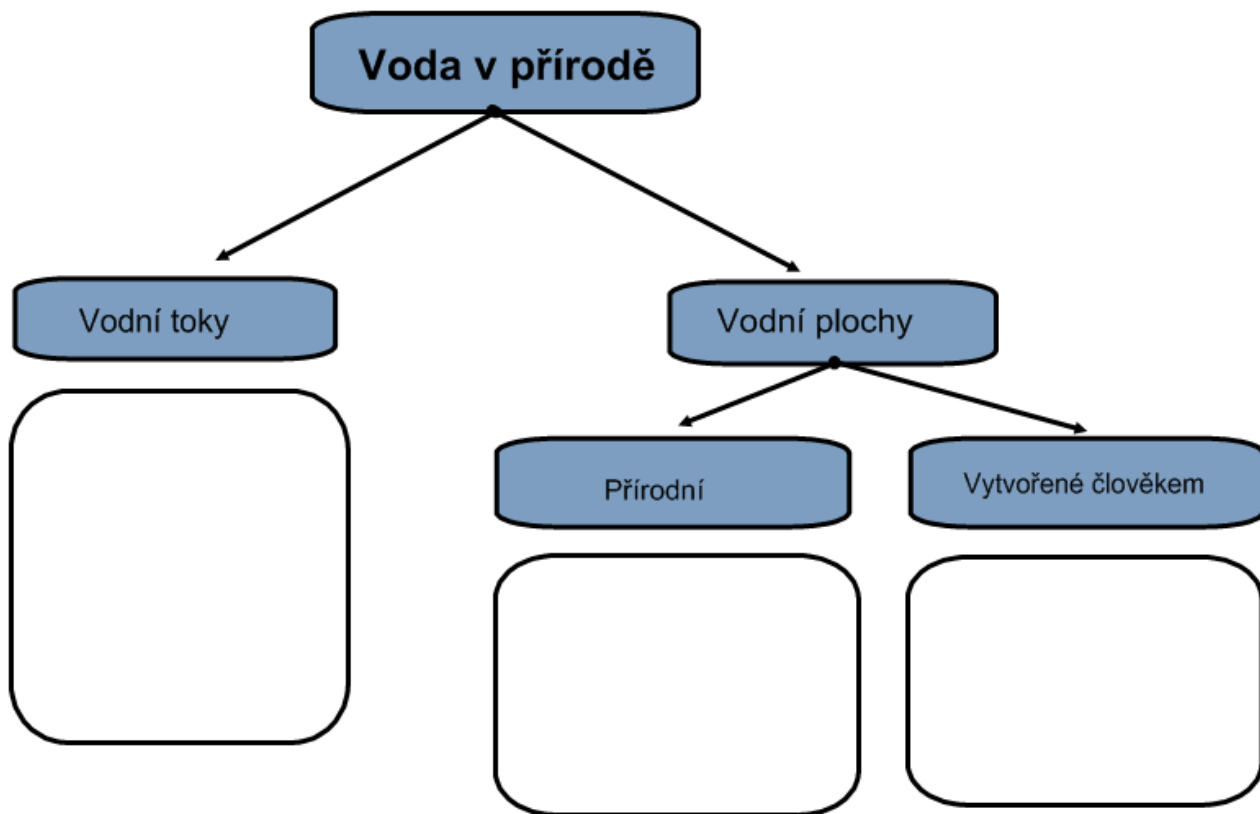 Voda v přírodě
Vodní toky
Vodní plochy
Přírodní
Vytvořené člověkem